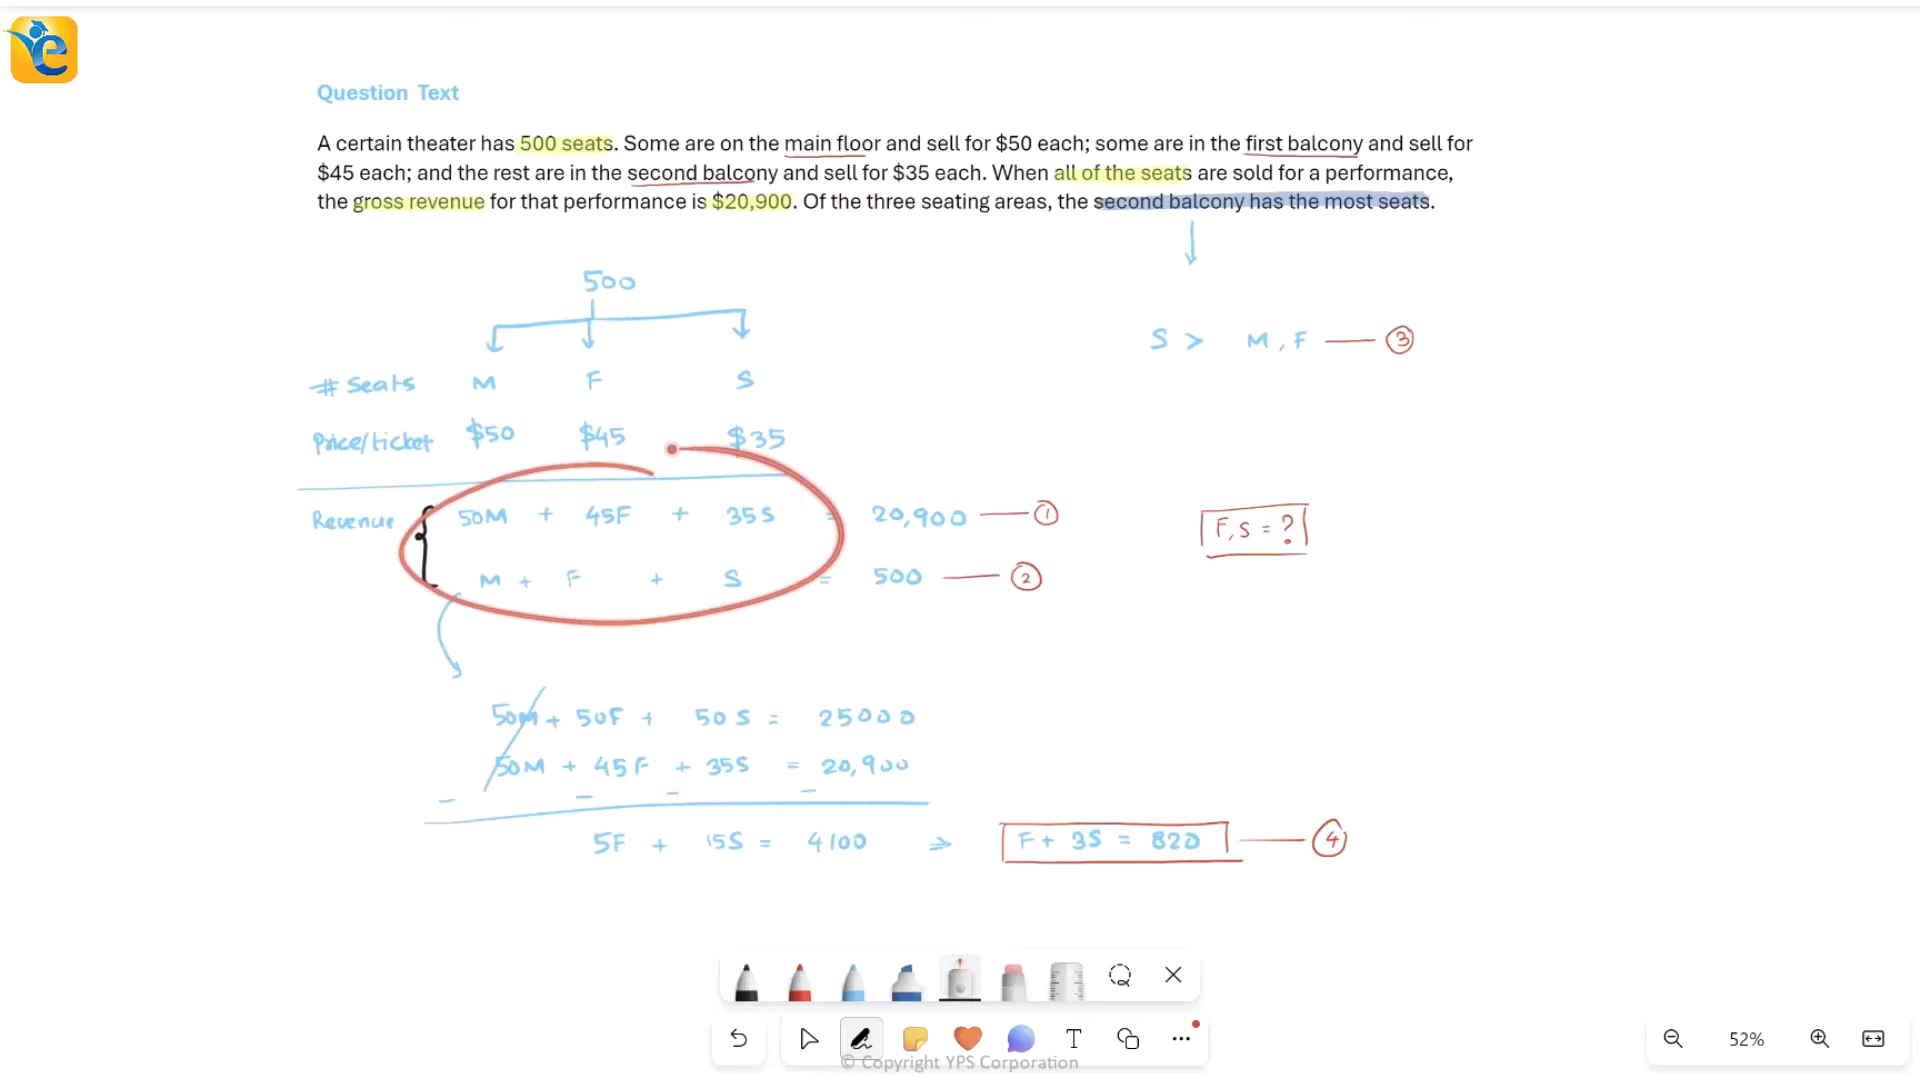 e
Question Text
A certain theater has 500 seats. Some are on the main floor and sell for $50 each; some are in the first balcony and sell for
$45 each; and the rest are in the second balcony and sell for $35 each. When all of the seats are sold for a performance,
the gross revenue for that performance is $20,900. Of the three seating areas, the second balcony has the most seats.
500
S > M, F — 3
# Seats M F S
Price/ticket $50 $45 $35
Revenue 50M + 45F + 35S = 20,900 — 1
F, S = ?
M + F + S = 500 — 2
50M + 50F + 50S = 25000
50M + 45F + 35S = 20,900
- - - -
5F + 15S = 4100 ⇒ F + 3S = 820 — 4
T
52%
© Copyright YPS Corporation